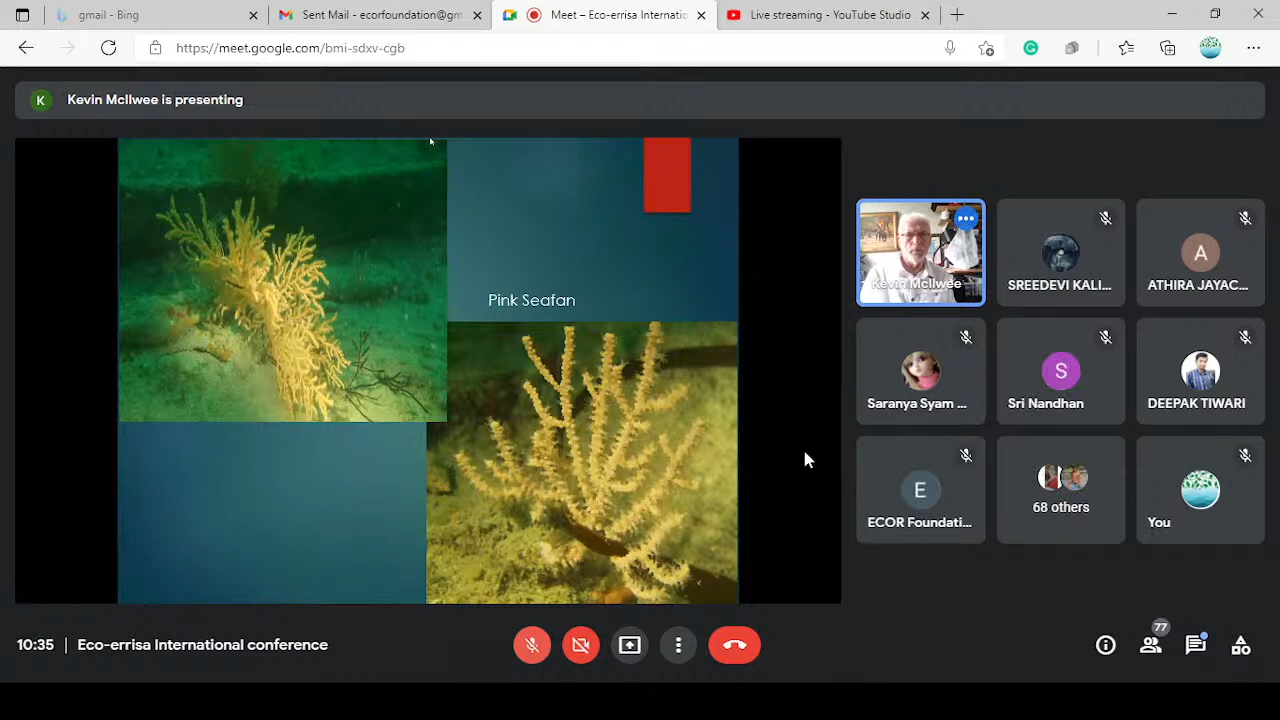 gmail - Bing
Sent Mail - ecorfoundation@gm
Meet – Eco-errisa Internatio
Live streaming - YouTube Studio
https://meet.google.com/bmi-sdxv-cgb
K
Kevin McIlwee is presenting
Pink Seafan
Kevin McIlwee
SREEDEVI KALI...
A
ATHIRA JAYAC...
Saranya Syam ...
S
Sri Nandhan
DEEPAK TIWARI
E
ECOR Foundati...
68 others
You
10:35
Eco-errisa International conference
77